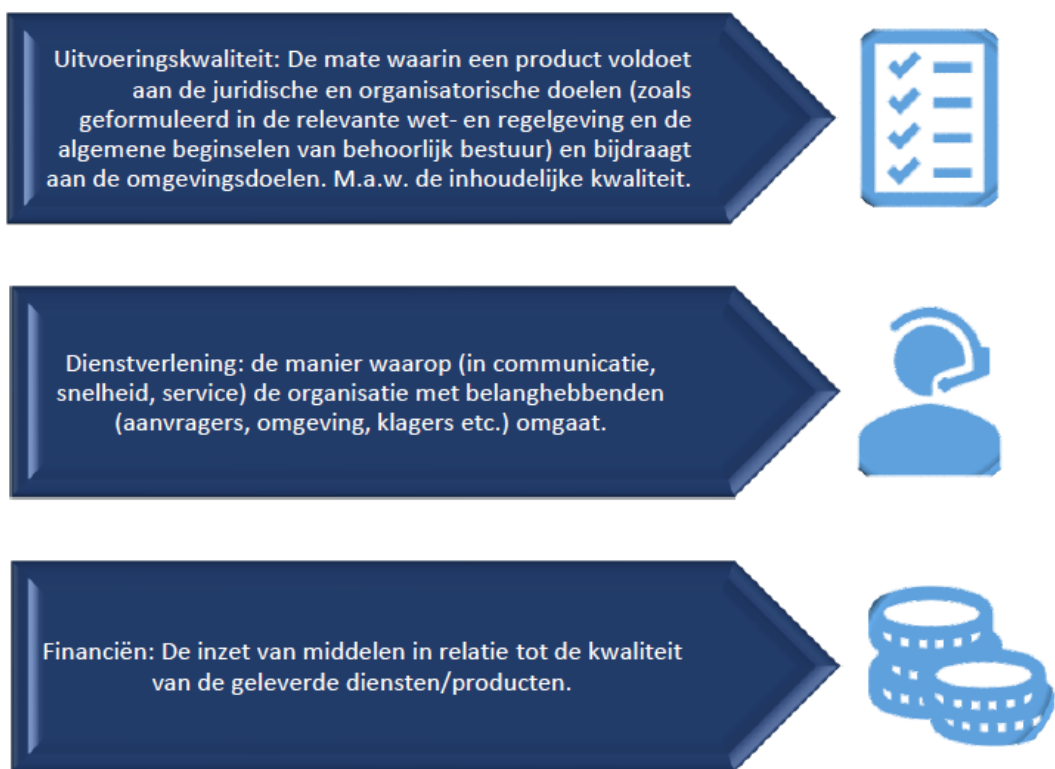 Uitvoeringskwaliteit: De mate waarin een product voldoet
aan de juridische en organisatorische doelen (zoals
geformuleerd in de relevante wet- en regelgeving en de
algemene beginselen van behoorlijk bestuur) en bijdraagt
aan de omgevingsdoelen. M.a.w. de inhoudelijke kwaliteit.
Dienstverlening: de manier waarop (in communicatie,
snelheid, service) de organisatie met belanghebbenden
(aanvragers, omgeving, klagers etc.) omgaat.
Financiën: De inzet van middelen in relatie tot de kwaliteit
van de geleverde diensten/producten.